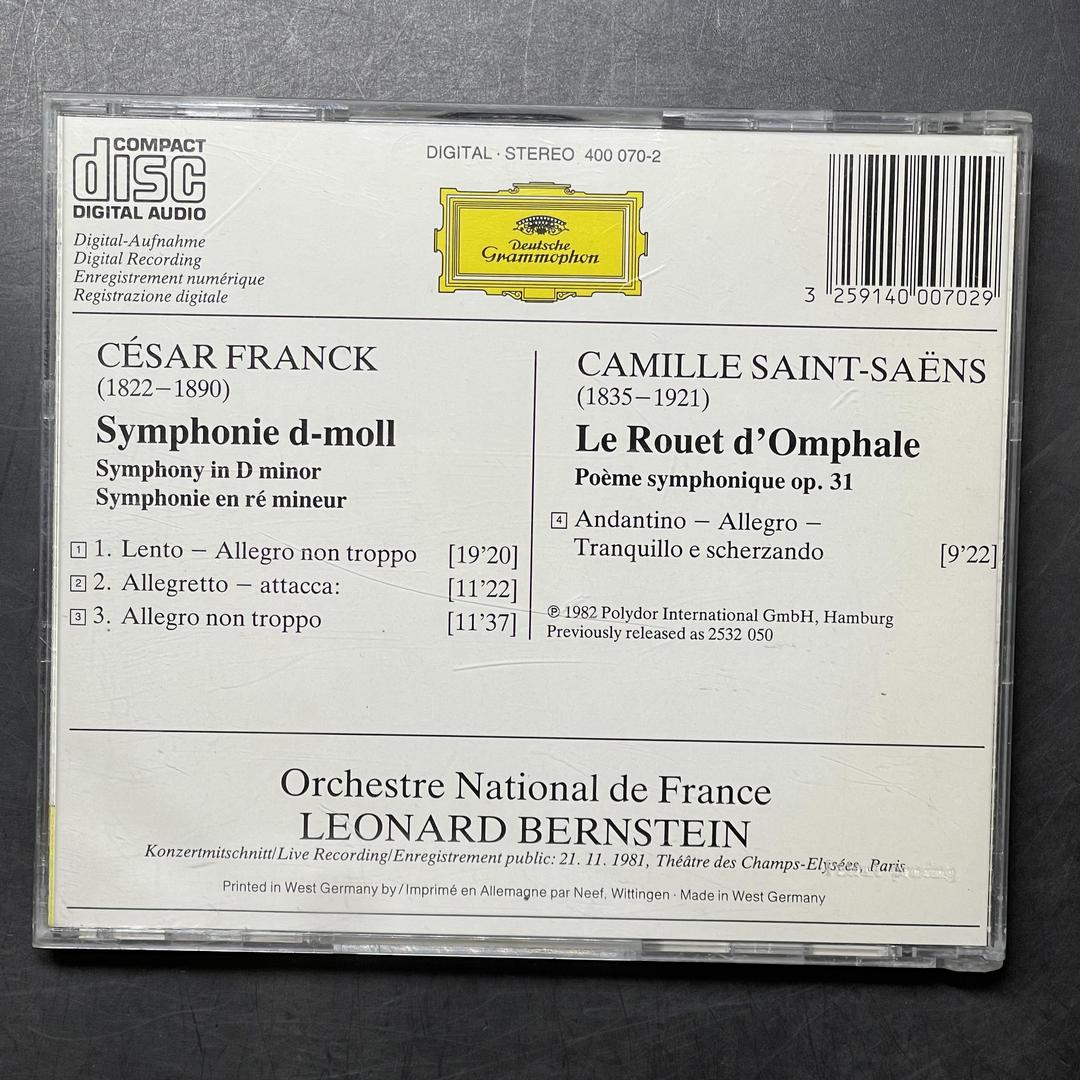 COMPACT
disc
DIGITAL AUDIO
Digital-Aufnahme
Digital Recording
Enregistrement numérique
Registrazione digitale
DIGITAL · STEREO 400 070-2
Deutsche
Grammophon
3 259140 007029
CÉSAR FRANCK
(1822–1890)
Symphonie d-moll
Symphony in D minor
Symphonie en ré mineur
1 1. Lento – Allegro non troppo [19’20]
2 2. Allegretto – attacca: [11’22]
3 3. Allegro non troppo [11’37]
CAMILLE SAINT-SAËNS
(1835–1921)
Le Rouet d’Omphale
Poème symphonique op. 31
4 Andantino – Allegro –
Tranquillo e scherzando [9’22]
℗ 1982 Polydor International GmbH, Hamburg
Previously released as 2532 050
Orchestre National de France
LEONARD BERNSTEIN
Konzertmitschnitt/Live Recording/Enregistrement public: 21. 11. 1981, Théâtre des Champs-Elysées, Paris
Printed in West Germany by / Imprimé en Allemagne par Neef, Wittingen · Made in West Germany